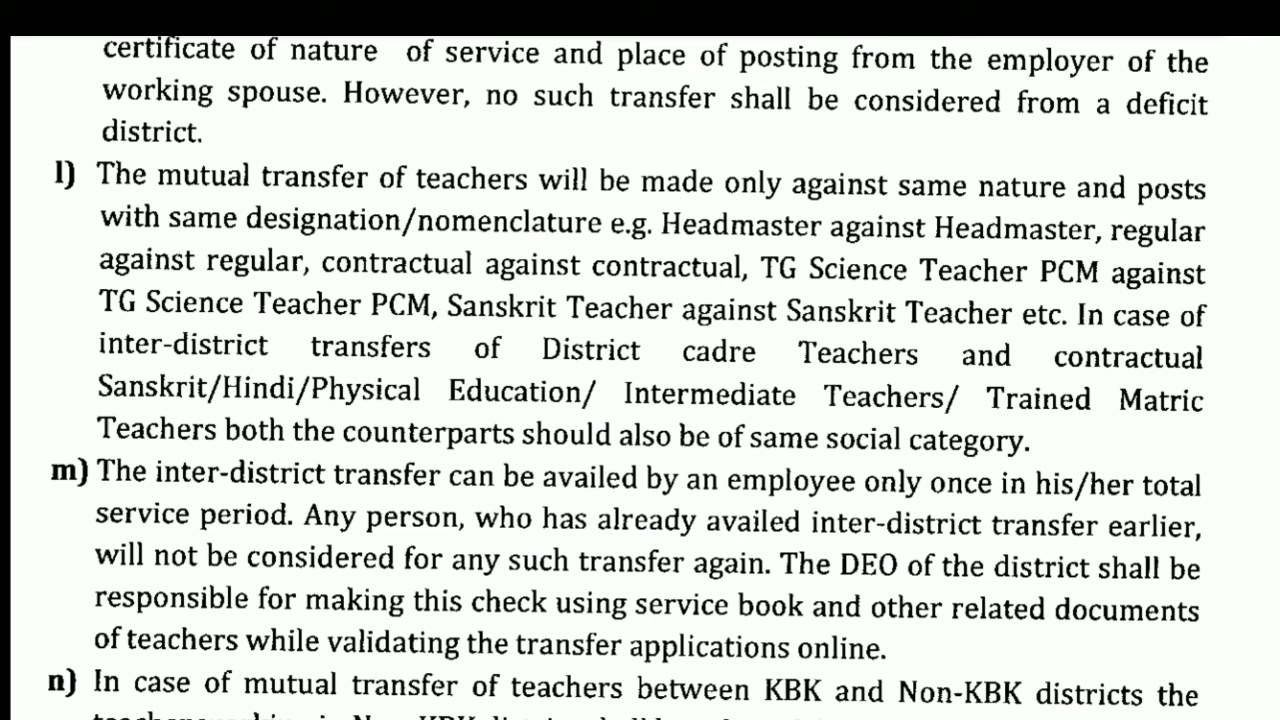 certificate of nature of service and place of posting from the employer of the
working spouse. However, no such transfer shall be considered from a deficit
district.
l) The mutual transfer of teachers will be made only against same nature and posts
with same designation/nomenclature e.g. Headmaster against Headmaster, regular
against regular, contractual against contractual, TG Science Teacher PCM against
TG Science Teacher PCM, Sanskrit Teacher against Sanskrit Teacher etc. In case of
inter-district transfers of District cadre Teachers and contractual
Sanskrit/Hindi/Physical Education/ Intermediate Teachers/ Trained Matric
Teachers both the counterparts should also be of same social category.
m) The inter-district transfer can be availed by an employee only once in his/her total
service period. Any person, who has already availed inter-district transfer earlier,
will not be considered for any such transfer again. The DEO of the district shall be
responsible for making this check using service book and other related documents
of teachers while validating the transfer applications online.
n) In case of mutual transfer of teachers between KBK and Non-KBK districts the